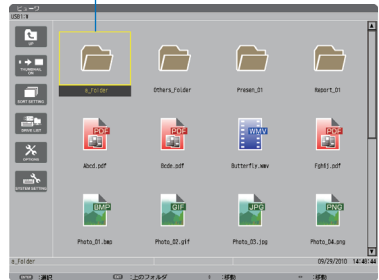 ビューワ
USB1:¥
UP
THUMBNAIL
ON
SORT SETTING
DRIVE LIST
OPTIONS
SYSTEM SETTING
a_Folder
Others_Folder
Presen_01
Report_01
PDF
PDF
WMV
PDF
Abcd.pdf
Bcde.pdf
Butterfly.wmv
Fghij.pdf
BMP
GIF
JPG
PNG
Photo_01.bmp
Photo_02.gif
Photo_03.jpg
Photo_04.png
a_Folder
09/29/2010 14:48:44
ENTER :選択
EXIT :上のフォルダ
:移動
:移動